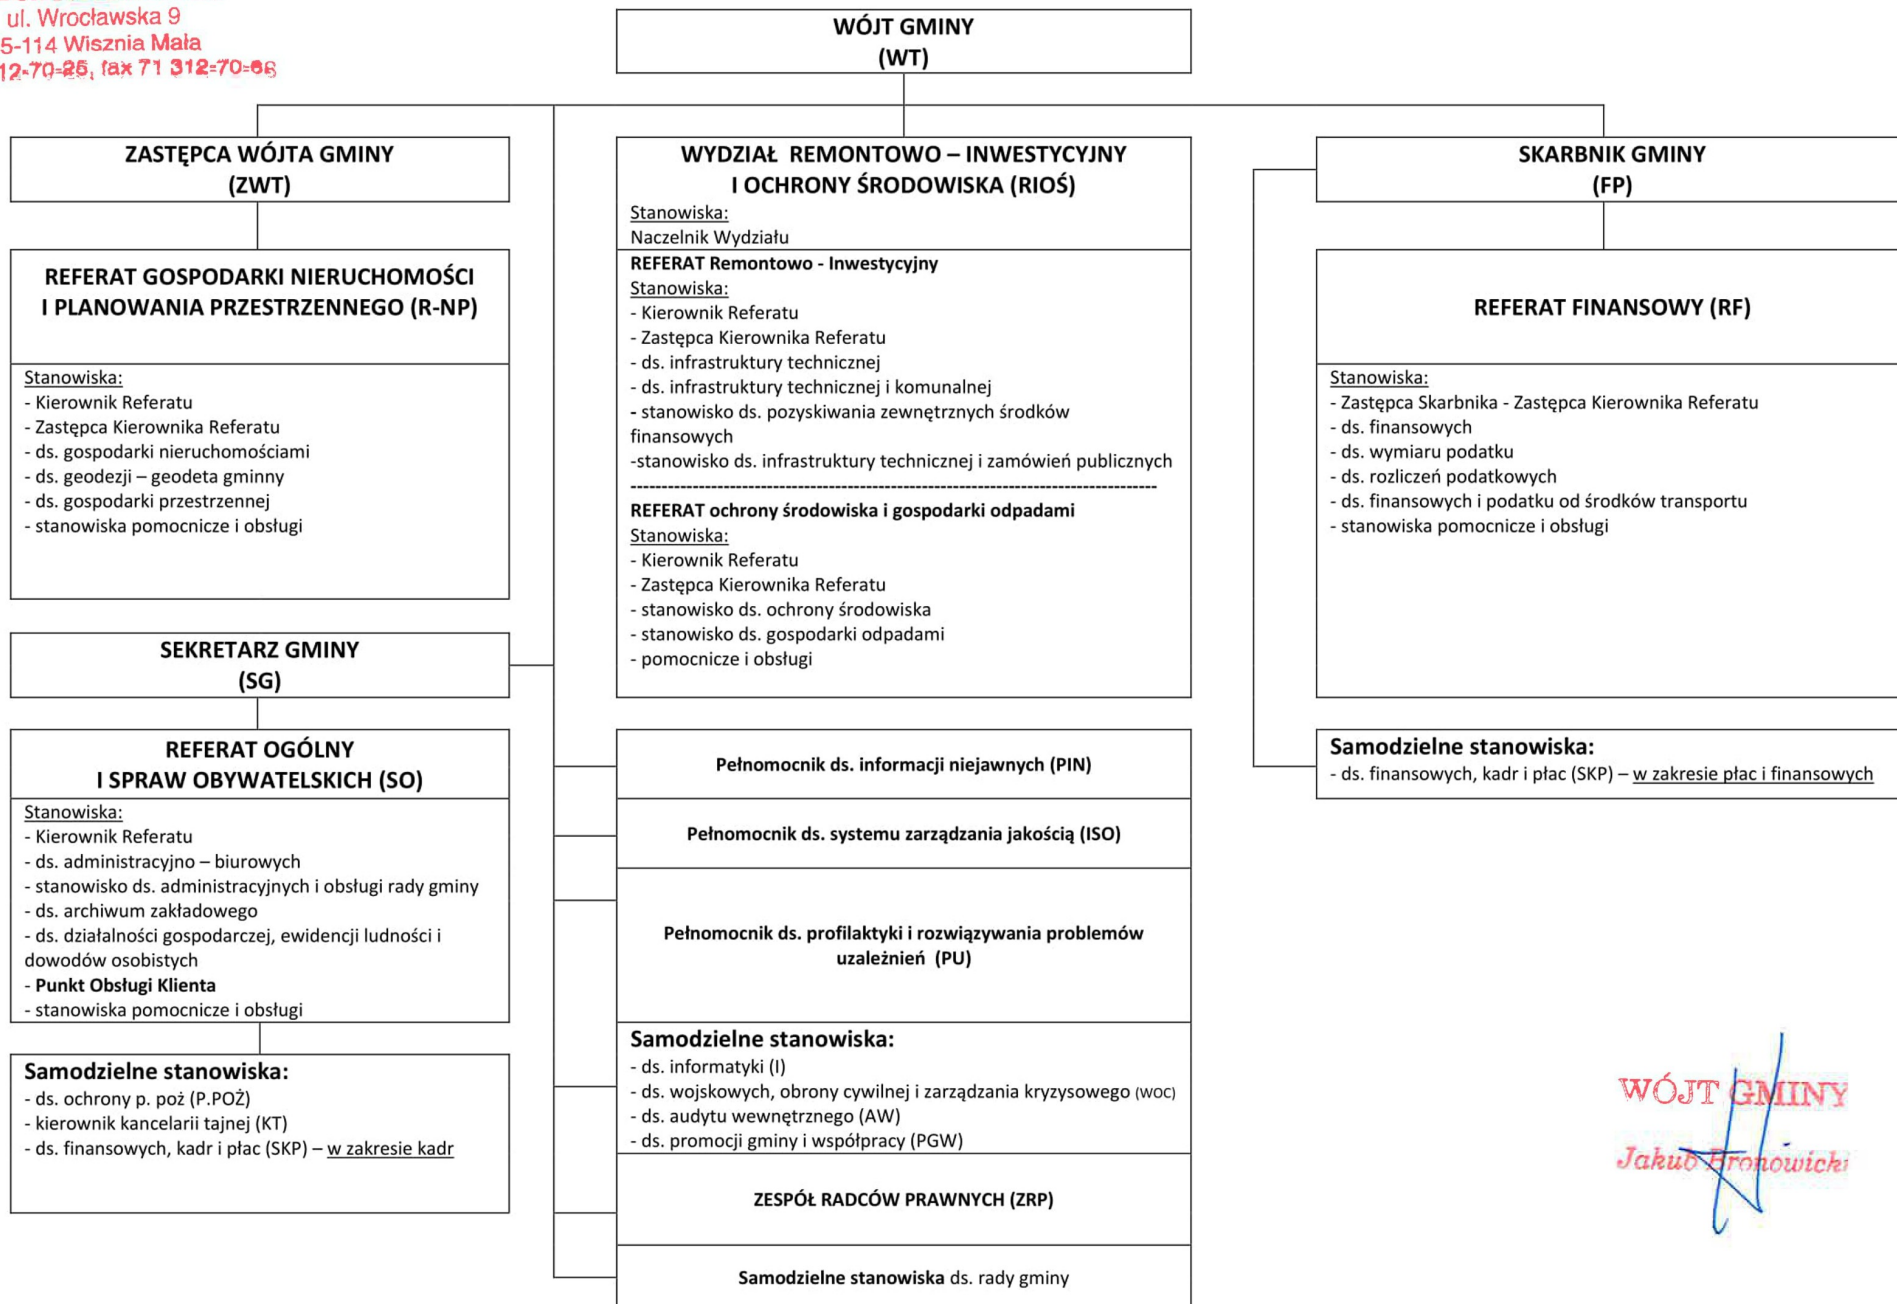 ul. Wrocławska 9
5-114 Wisznia Mała
12-70-25, fax 71 312-70-68
WÓJT GMINY
(WT)
ZASTĘPCA WÓJTA GMINY
(ZWT)
REFERAT GOSPODARKI NIERUCHOMOŚCI
I PLANOWANIA PRZESTRZENNEGO (R-NP)
Stanowiska:
- Kierownik Referatu
- Zastępca Kierownika Referatu
- ds. gospodarki nieruchomościami
- ds. geodezji – geodeta gminny
- ds. gospodarki przestrzennej
- stanowiska pomocnicze i obsługi
SEKRETARZ GMINY
(SG)
REFERAT OGÓLNY
I SPRAW OBYWATELSKICH (SO)
Stanowiska:
- Kierownik Referatu
- ds. administracyjno – biurowych
- stanowisko ds. administracyjnych i obsługi rady gminy
- ds. archiwum zakładowego
- ds. działalności gospodarczej, ewidencji ludności i
dowodów osobistych
- Punkt Obsługi Klienta
- stanowiska pomocnicze i obsługi
Samodzielne stanowiska:
- ds. ochrony p. poż (P.POŻ)
- kierownik kancelarii tajnej (KT)
- ds. finansowych, kadr i płac (SKP) – w zakresie kadr
WYDZIAŁ REMONTOWO – INWESTYCYJNY
I OCHRONY ŚRODOWISKA (RIOŚ)
Stanowiska:
Naczelnik Wydziału
REFERAT Remontowo - Inwestycyjny
Stanowiska:
- Kierownik Referatu
- Zastępca Kierownika Referatu
- ds. infrastruktury technicznej
- ds. infrastruktury technicznej i komunalnej
- stanowisko ds. pozyskiwania zewnętrznych środków
finansowych
-stanowisko ds. infrastruktury technicznej i zamówień publicznych
REFERAT ochrony środowiska i gospodarki odpadami
Stanowiska:
- Kierownik Referatu
- Zastępca Kierownika Referatu
- stanowisko ds. ochrony środowiska
- stanowisko ds. gospodarki odpadami
- pomocnicze i obsługi
Pełnomocnik ds. informacji niejawnych (PIN)
Pełnomocnik ds. systemu zarządzania jakością (ISO)
Pełnomocnik ds. profilaktyki i rozwiązywania problemów
uzależnień (PU)
Samodzielne stanowiska:
- ds. informatyki (I)
- ds. wojskowych, obrony cywilnej i zarządzania kryzysowego (WOC)
- ds. audytu wewnętrznego (AW)
- ds. promocji gminy i współpracy (PGW)
ZESPÓŁ RADCÓW PRAWNYCH (ZRP)
Samodzielne stanowiska ds. rady gminy
SKARBNIK GMINY
(FP)
REFERAT FINANSOWY (RF)
Stanowiska:
- Zastępca Skarbnika - Zastępca Kierownika Referatu
- ds. finansowych
- ds. wymiaru podatku
- ds. rozliczeń podatkowych
- ds. finansowych i podatku od środków transportu
- stanowiska pomocnicze i obsługi
Samodzielne stanowiska:
- ds. finansowych, kadr i płac (SKP) – w zakresie płac i finansowych
WÓJT GMINY
Jakub Bronowicki